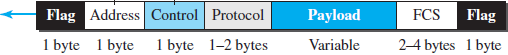 Flag Address Control Protocol Payload FCS Flag
1 byte 1 byte 1 byte 1–2 bytes Variable 2–4 bytes 1 byte